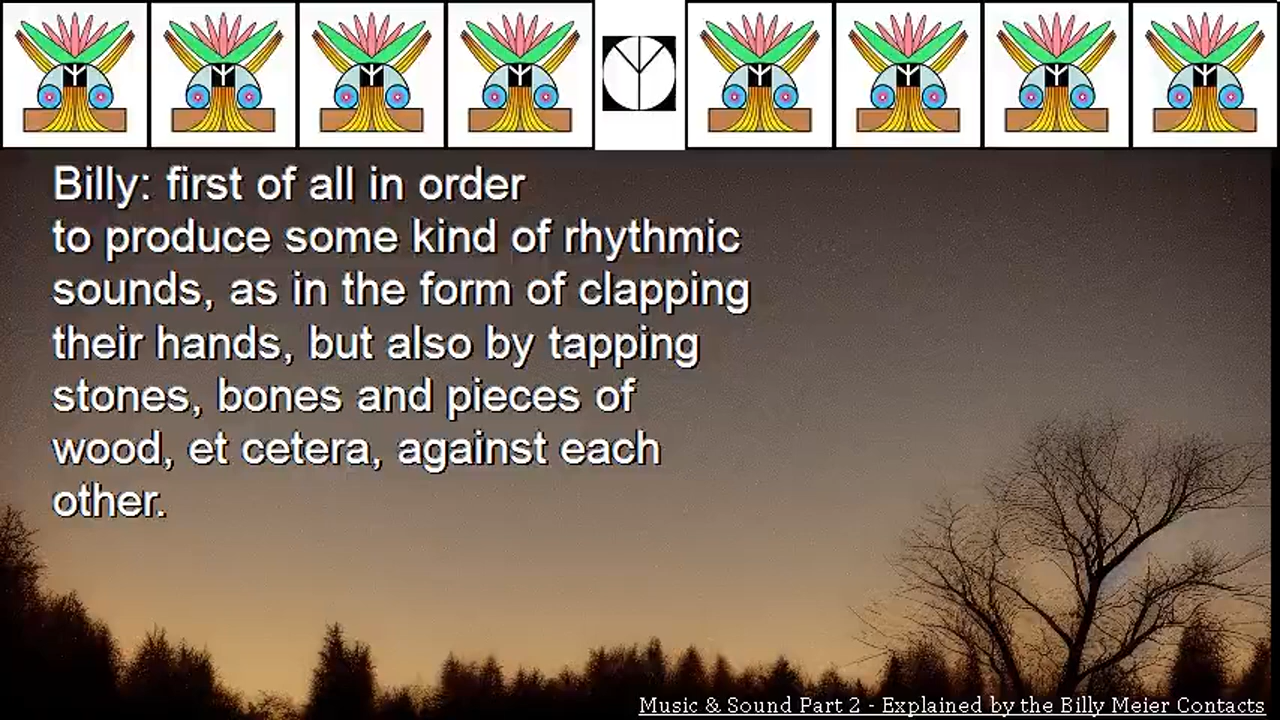 Billy: first of all in order
to produce some kind of rhythmic
sounds, as in the form of clapping
their hands, but also by tapping
stones, bones and pieces of
wood, et cetera, against each
other.
Music & Sound Part 2 - Explained by the Billy Meier Contacts